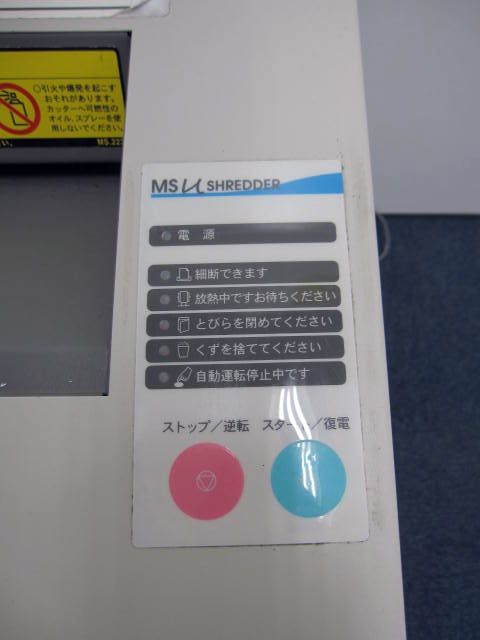 ○引火や爆発を起こす
おそれがあります。
カッターへ可燃性の
オイル、スプレーを使
用しないでください。
MS.223
MSµ SHREDDER
電 源
細断できます
放熱中ですお待ちください
とびらを閉めてください
くずを捨ててください
自動運転停止中です
ストップ／逆転 スタート／復電